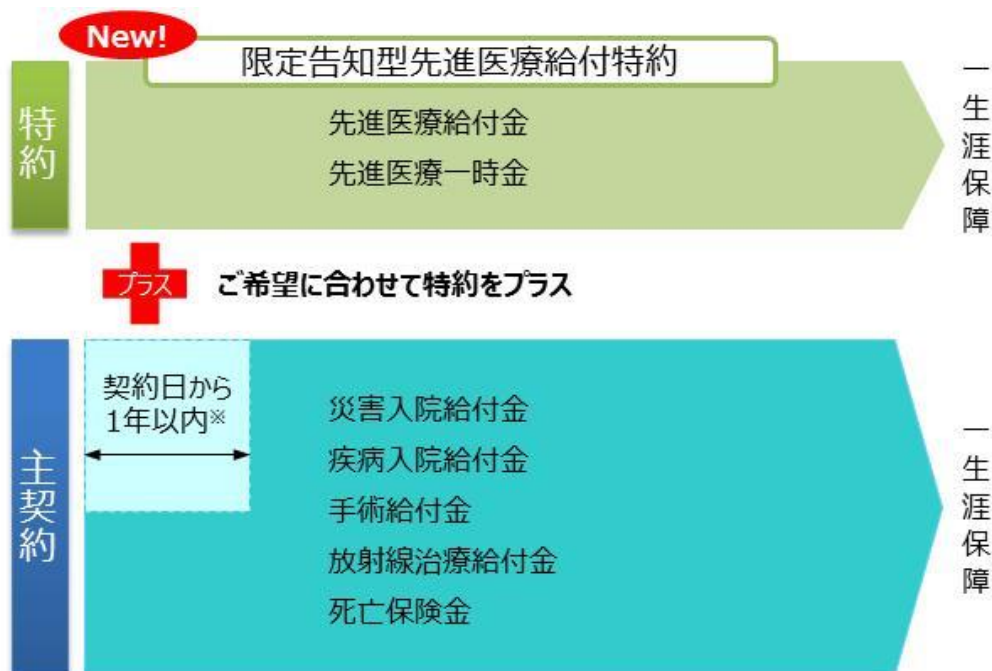 New!
限定告知型先進医療給付特約
特約
先進医療給付金
先進医療一時金
一生涯保障
プラス
ご希望に合わせて特約をプラス
主契約
契約日から
1年以内※
災害入院給付金
疾病入院給付金
手術給付金
放射線治療給付金
死亡保険金
一生涯保障